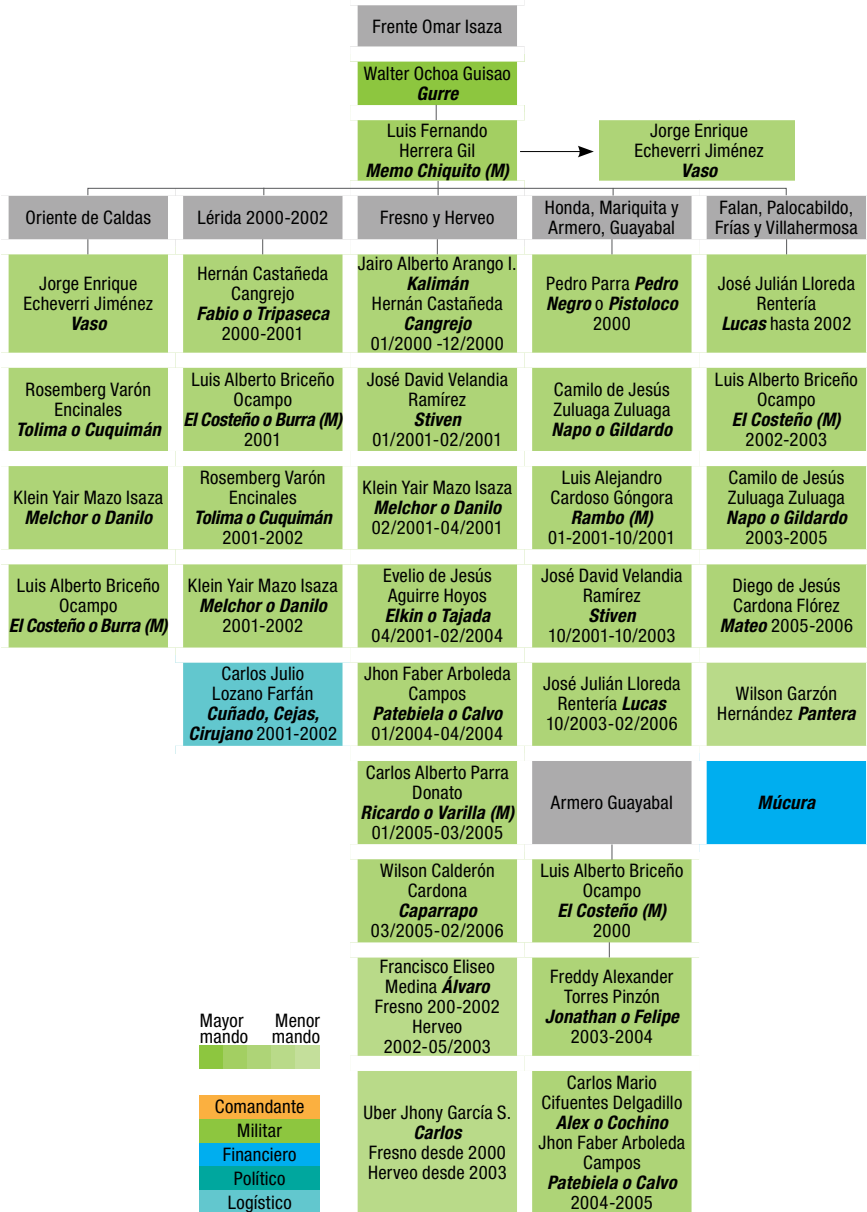 Frente Omar Isaza
Walter Ochoa Guisao
Gurre
Luis Fernando
Herrera Gil
Memo Chiquito (M)
Jorge Enrique
Echeverri Jiménez
Vaso
Oriente de Caldas
Jorge Enrique
Echeverri Jiménez
Vaso
Rosemberg Varón
Encinales
Tolima o Cuquimán
Klein Yair Mazo Isaza
Melchor o Danilo
Luis Alberto Briceño
Ocampo
El Costeño o Burra (M)
Lérida 2000-2002
Hernán Castañeda
Cangrejo
Fabio o Tripaseca
2000-2001
Luis Alberto Briceño
Ocampo
El Costeño o Burra (M)
2001
Rosemberg Varón
Encinales
Tolima o Cuquimán
2001-2002
Klein Yair Mazo Isaza
Melchor o Danilo
2001-2002
Carlos Julio
Lozano Farfán
Cuñado, Cejas,
Cirujano 2001-2002
Fresno y Herveo
Jairo Alberto Arango I.
Kalimán
Hernán Castañeda
Cangrejo
01/2000 -12/2000
José David Velandia
Ramírez
Stiven
01/2001-02/2001
Klein Yair Mazo Isaza
Melchor o Danilo
02/2001-04/2001
Evelio de Jesús
Aguirre Hoyos
Elkin o Tajada
04/2001-02/2004
Jhon Faber Arboleda
Campos
Patebiela o Calvo
01/2004-04/2004
Carlos Alberto Parra
Donato
Ricardo o Varilla (M)
01/2005-03/2005
Wilson Calderón
Cardona
Caparrapo
03/2005-02/2006
Francisco Eliseo
Medina Álvaro
Fresno 200-2002
Herveo
2002-05/2003
Uber Jhony García S.
Carlos
Fresno desde 2000
Herveo desde 2003
Honda, Mariquita y
Armero, Guayabal
Pedro Parra Pedro
Negro o Pistoloco
2000
Camilo de Jesús
Zuluaga Zuluaga
Napo o Gildardo
Luis Alejandro
Cardoso Góngora
Rambo (M)
01-2001-10/2001
José David Velandia
Ramírez
Stiven
10/2001-10/2003
José Julián Lloreda
Rentería Lucas
10/2003-02/2006
Armero Guayabal
Luis Alberto Briceño
Ocampo
El Costeño (M)
2000
Freddy Alexander
Torres Pinzón
Jonathan o Felipe
2003-2004
Carlos Mario
Cifuentes Delgadillo
Alex o Cochino
Jhon Faber Arboleda
Campos
Patebiela o Calvo
2004-2005
Falan, Palocabildo,
Frías y Villahermosa
José Julián Lloreda
Rentería
Lucas hasta 2002
Luis Alberto Briceño
Ocampo
El Costeño (M)
2002-2003
Camilo de Jesús
Zuluaga Zuluaga
Napo o Gildardo
2003-2005
Diego de Jesús
Cardona Flórez
Mateo 2005-2006
Wilson Garzón
Hernández Pantera
Múcura
Mayor
mando
Menor
mando
Comandante
Militar
Financiero
Político
Logístico